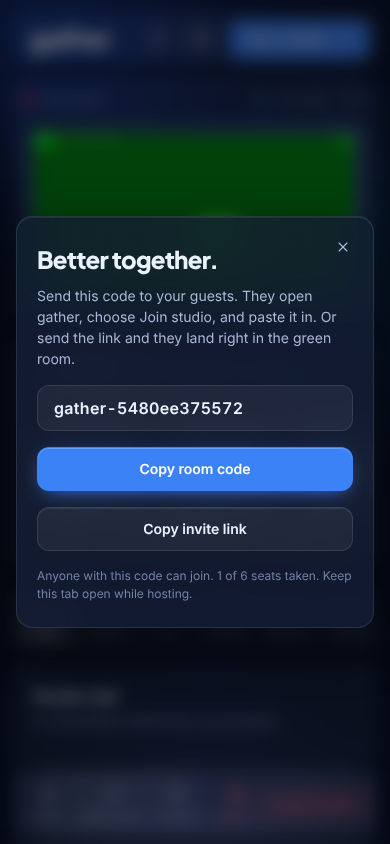 gather
Better together.
Send this code to your guests. They open
gather, choose Join studio, and paste it in. Or
send the link and they land right in the green
room.
gather-5480ee375572
Copy room code
Copy invite link
Anyone with this code can join. 1 of 6 seats taken. Keep
this tab open while hosting.